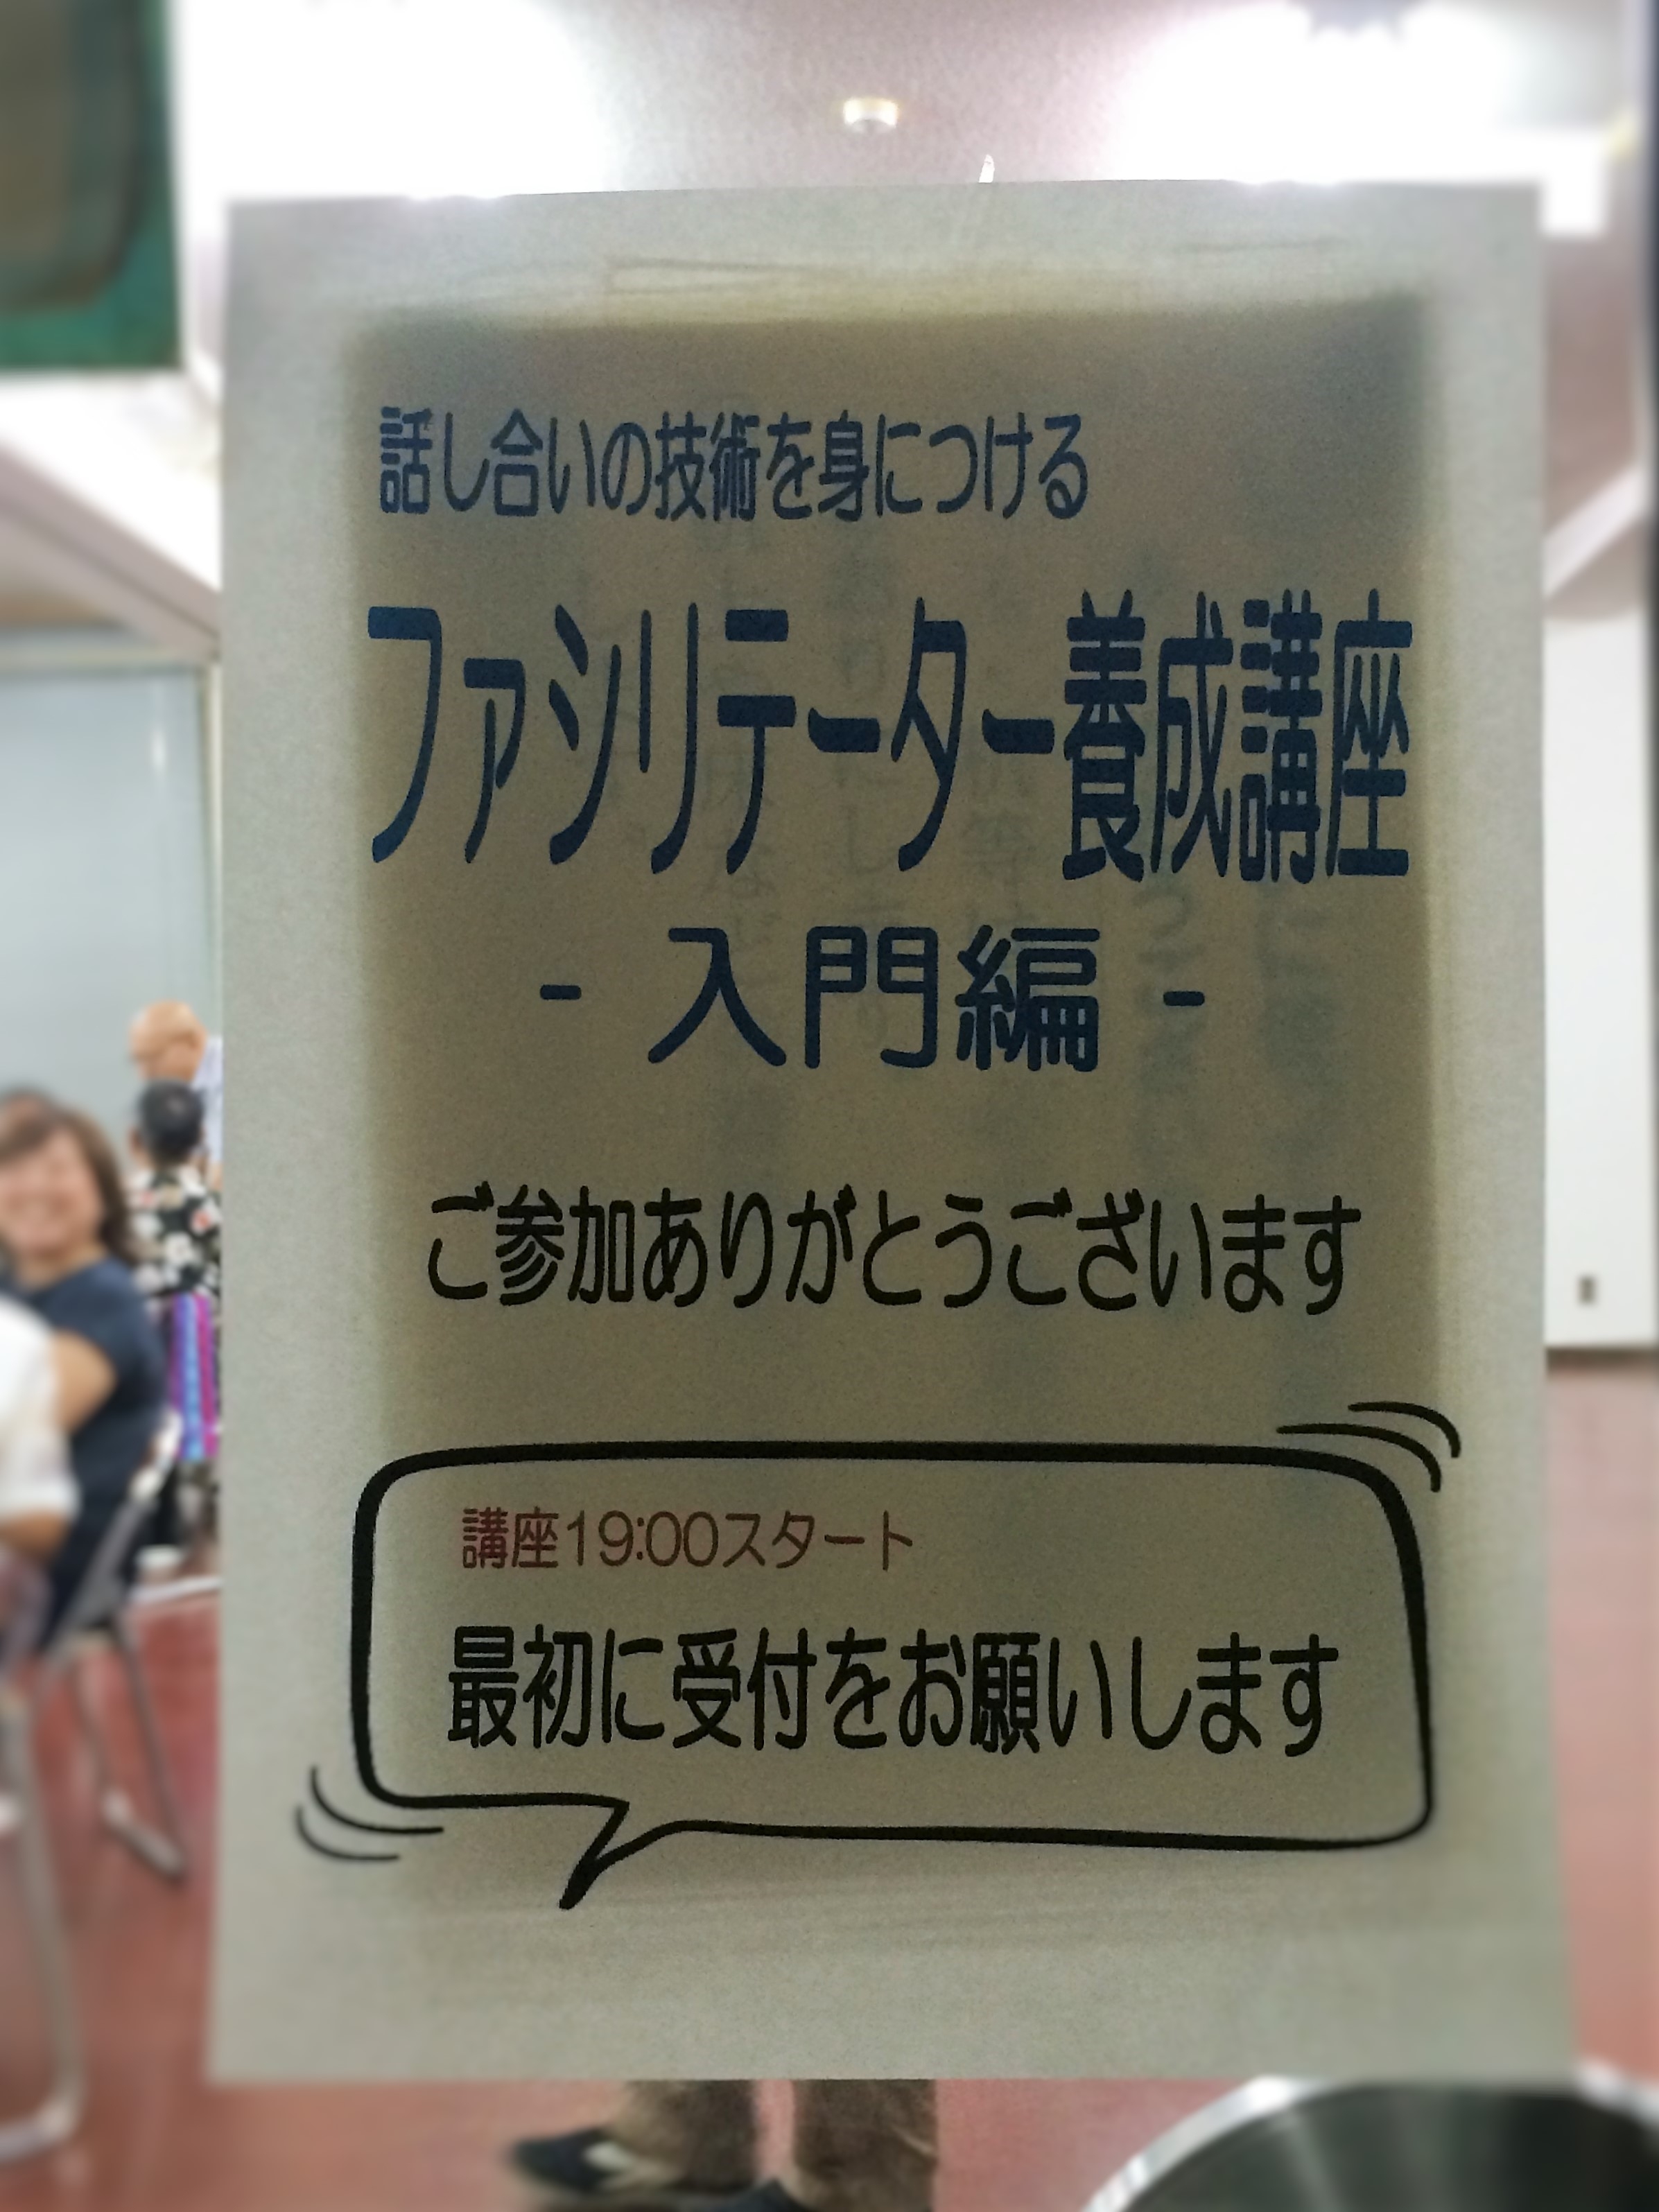 話し合いの技術を身につける
ファシリテーター養成講座
- 入門編 -
ご参加ありがとうございます
講座19:00スタート
最初に受付をお願いします